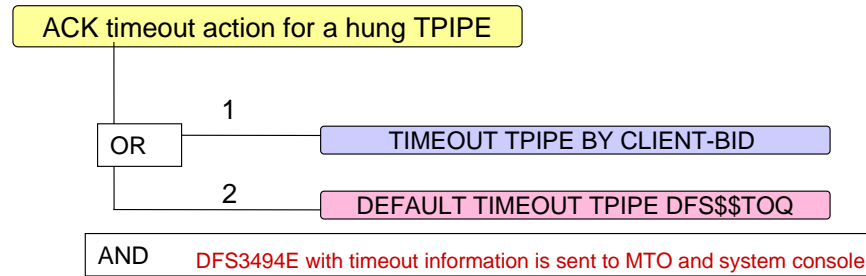 ACK timeout action for a hung TPIPE
1
OR
TIMEOUT TPIPE BY CLIENT-BID
2
DEFAULT TIMEOUT TPIPE DFS$$TOQ
AND DFS3494E with timeout information is sent to MTO and system console